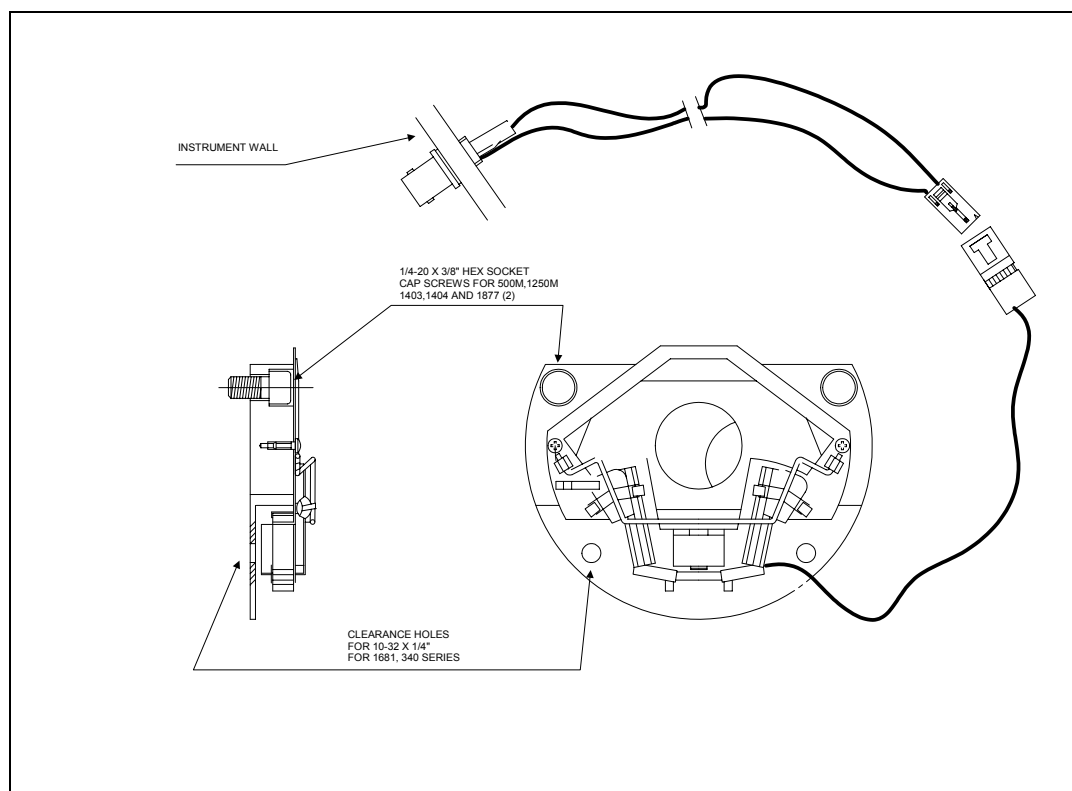 INSTRUMENT WALL
1/4-20 X 3/8" HEX SOCKET
CAP SCREWS FOR 500M,1250M
1403,1404 AND 1877 (2)
CLEARANCE HOLES
FOR 10-32 X 1/4"
FOR 1681, 340 SERIES